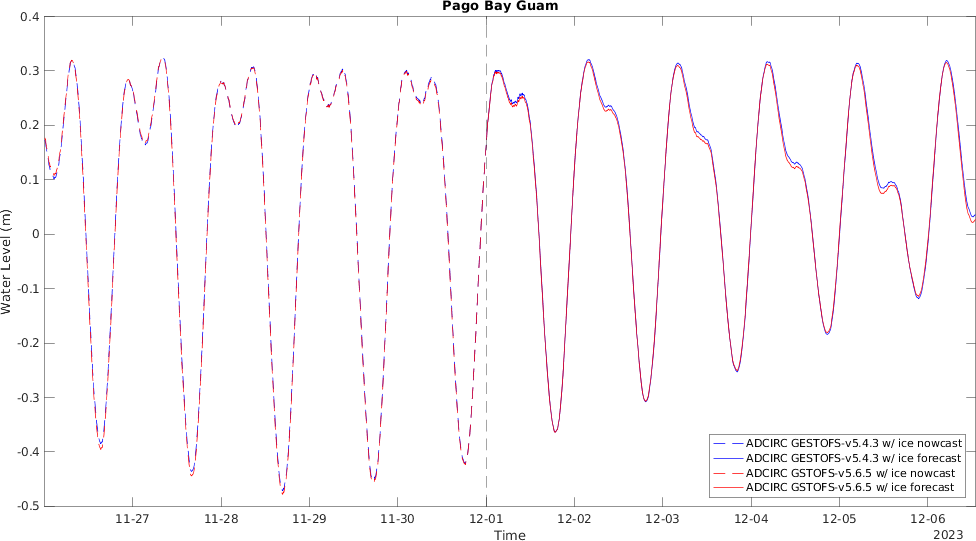 Pago Bay Guam
0.4
0.3
0.2
0.1
0
-0.1
-0.2
-0.3
-0.4
-0.5
Water Level (m)
11-27 11-28 11-29 11-30 12-01 12-02 12-03 12-04 12-05 12-06
2023
Time
ADCIRC GESTOFS-v5.4.3 w/ ice nowcast
ADCIRC GESTOFS-v5.4.3 w/ ice forecast
ADCIRC GSTOFS-v5.6.5 w/ ice nowcast
ADCIRC GSTOFS-v5.6.5 w/ ice forecast